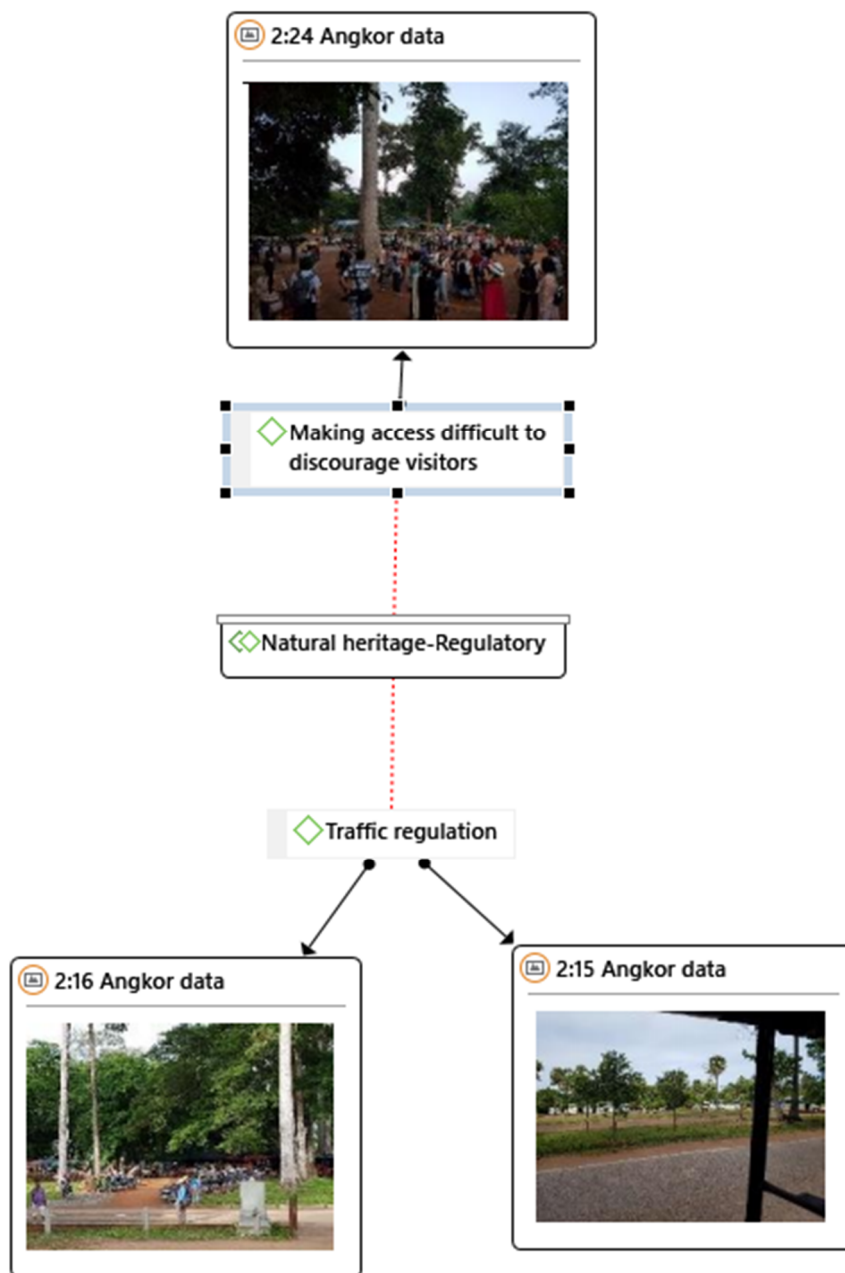 2:24 Angkor data
Making access difficult to
discourage visitors
Natural heritage-Regulatory
Traffic regulation
2:16 Angkor data
2:15 Angkor data